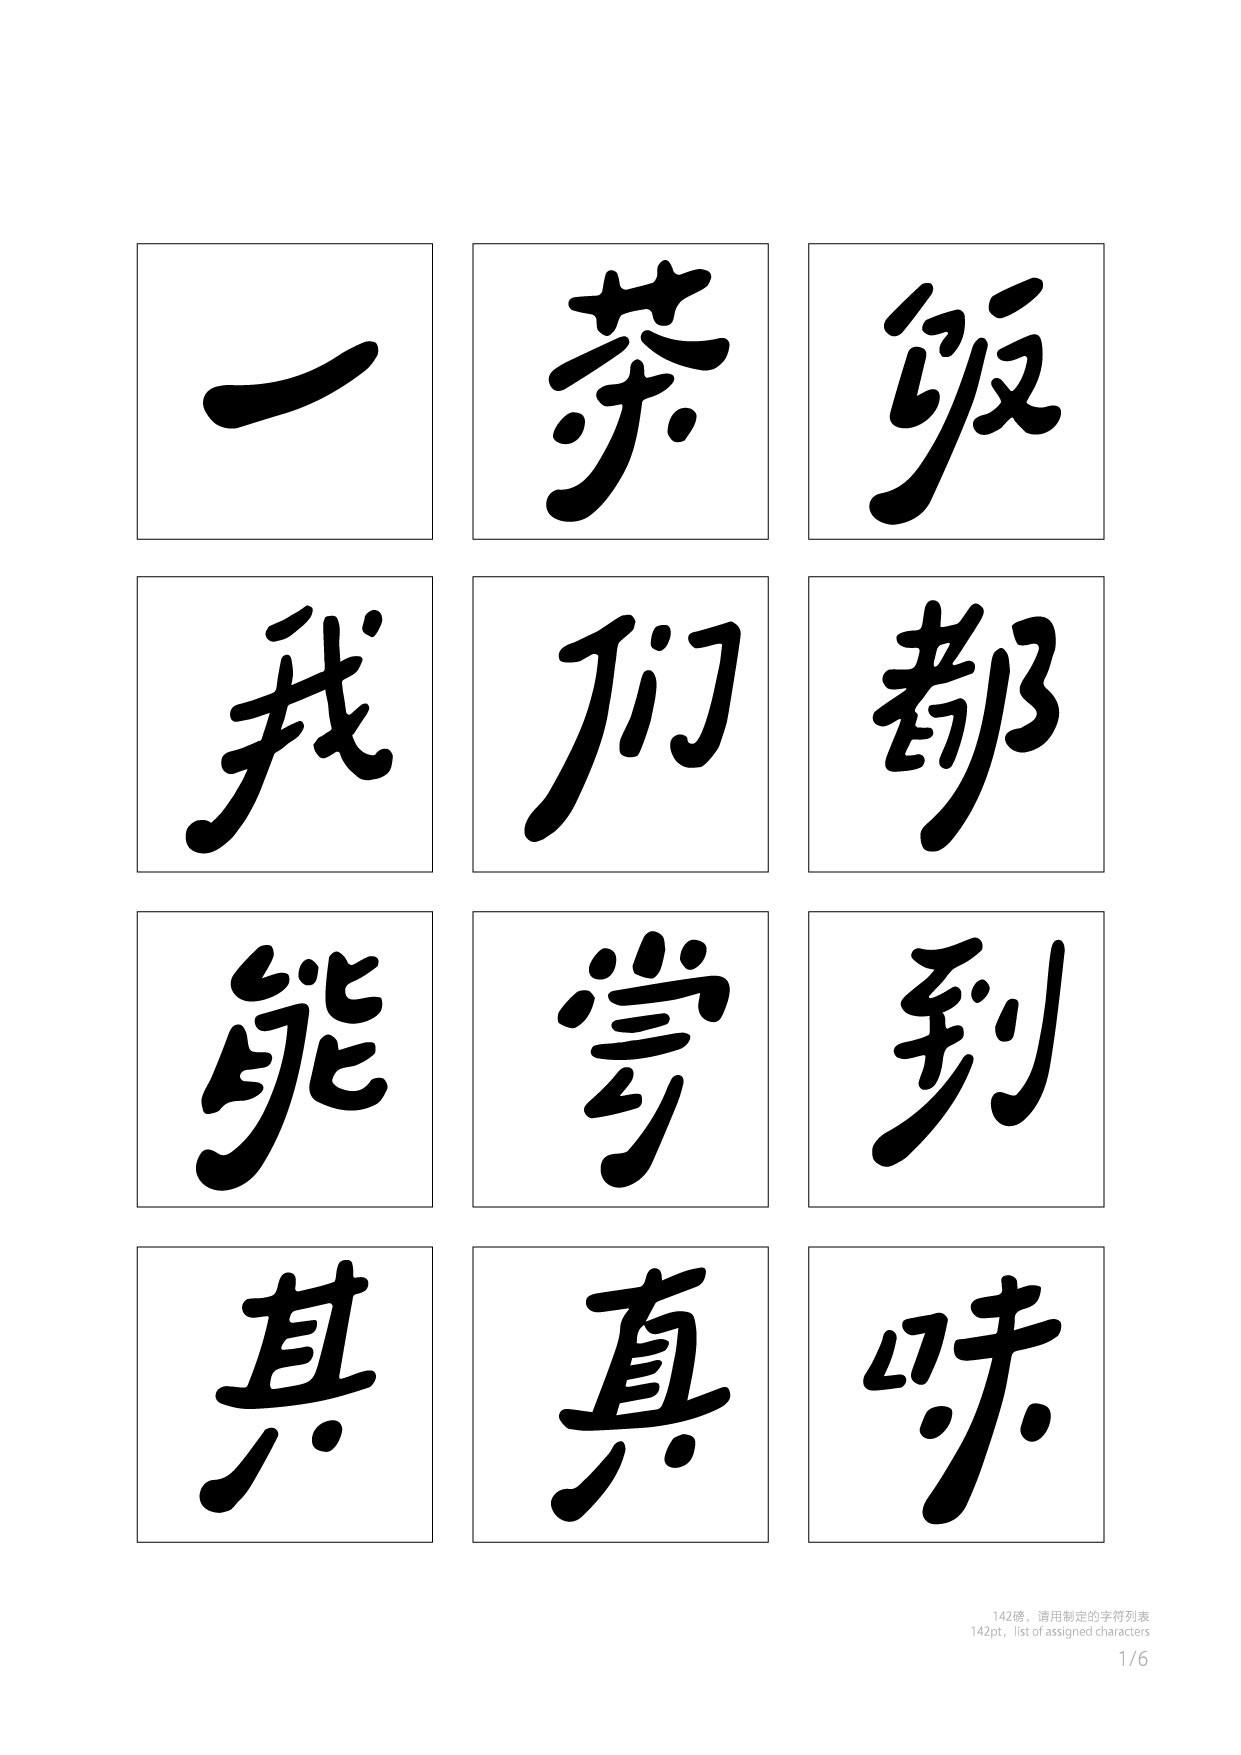 一茶饭
我们都
能尝到
其真味
142磅，请用制定的字符列表
142pt，list of assigned characters
1/6